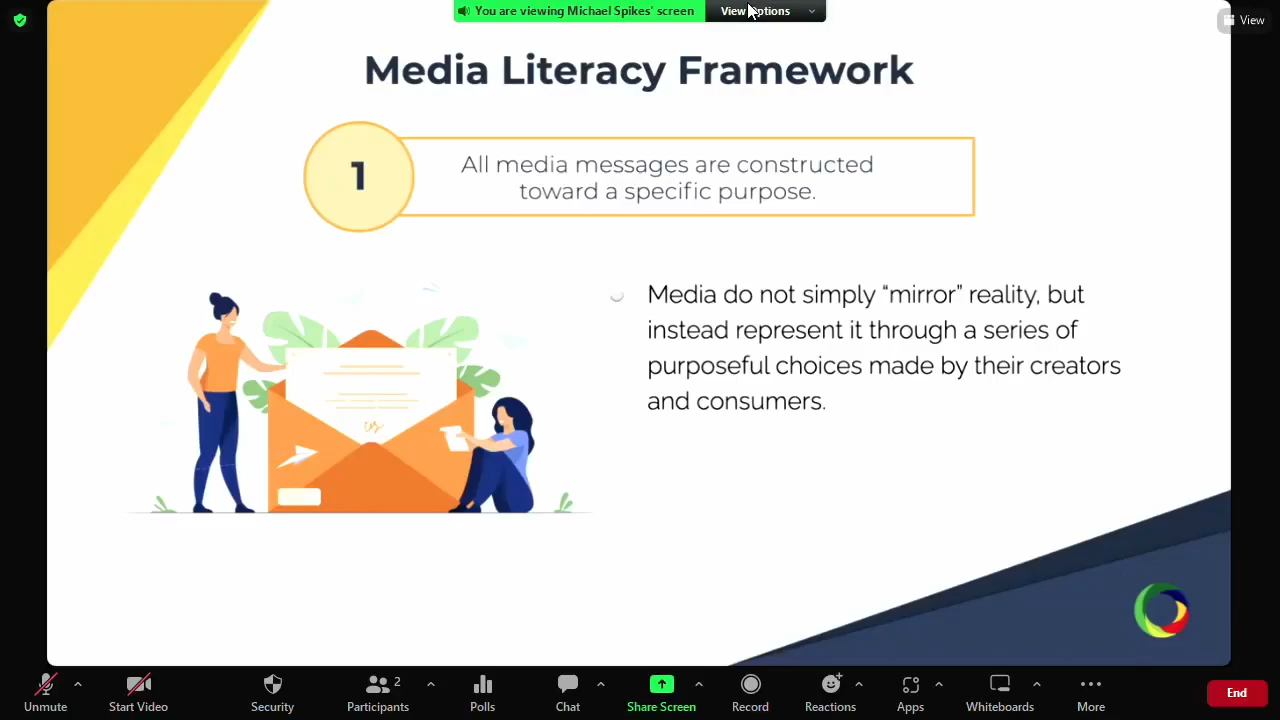 You are viewing Michael Spikes' screen
View Options
View
Media Literacy Framework
1
All media messages are constructed
toward a specific purpose.
Media do not simply “mirror” reality, but
instead represent it through a series of
purposeful choices made by their creators
and consumers.
Unmute
Start Video
Security
Participants
2
Polls
Chat
Share Screen
Record
Reactions
Apps
Whiteboards
More
End